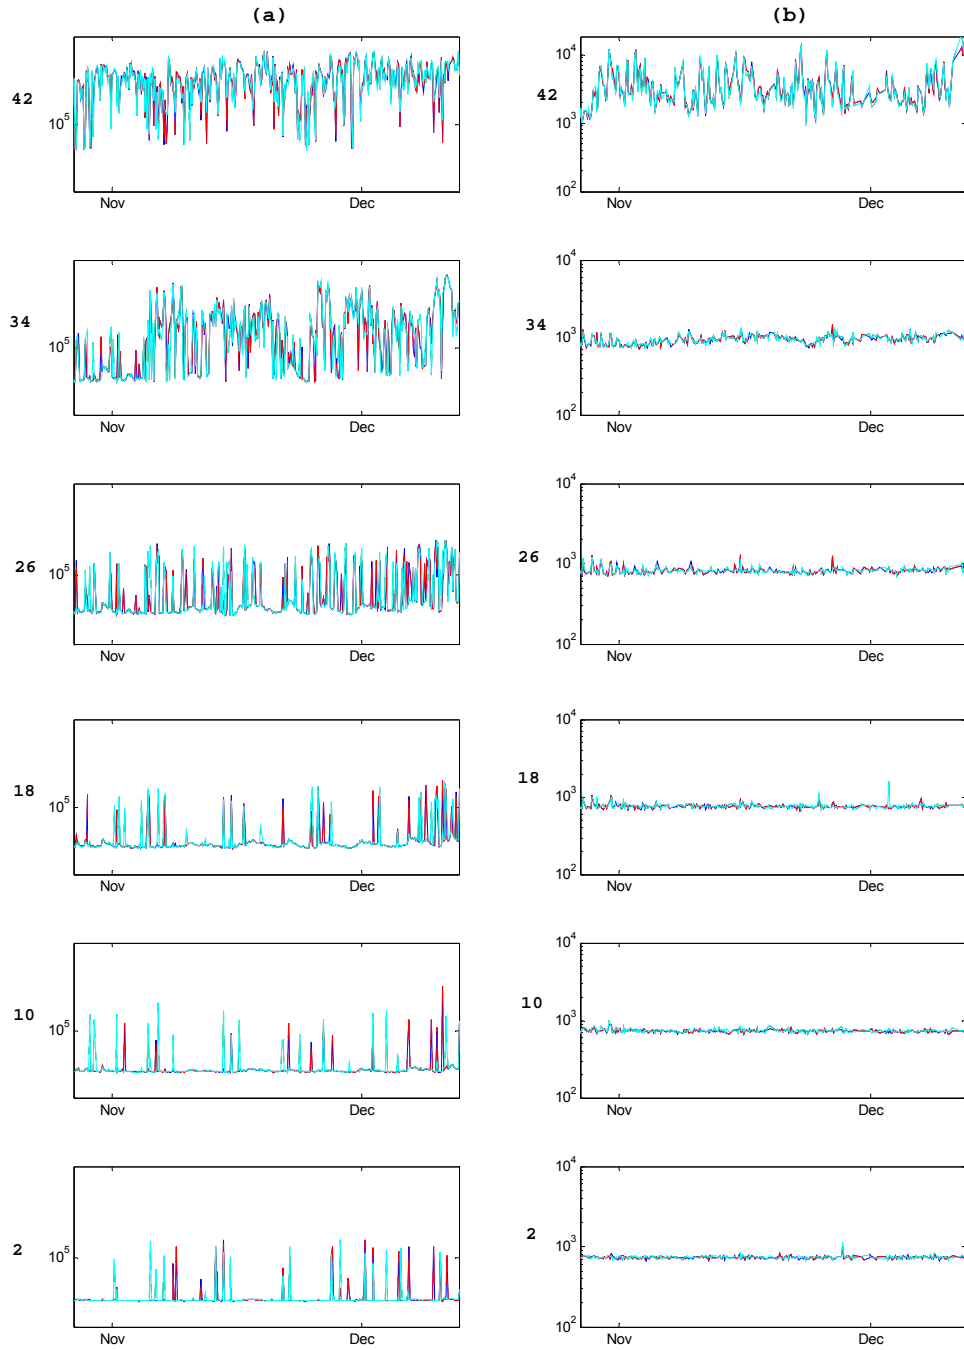 (a) (b)
42 10^5 Nov Dec
42 10^4 10^3 10^2 Nov Dec
34 10^5 Nov Dec
34 10^4 10^3 10^2 Nov Dec
26 10^5 Nov Dec
26 10^4 10^3 10^2 Nov Dec
18 10^5 Nov Dec
18 10^4 10^3 10^2 Nov Dec
10 10^5 Nov Dec
10 10^4 10^3 10^2 Nov Dec
2 10^5 Nov Dec
2 10^4 10^3 10^2 Nov Dec